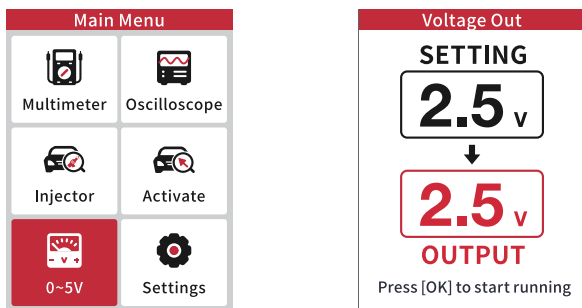 Main Menu
Multimeter
Oscilloscope
Injector
Activate
- v +
0~5V
Settings
Voltage Out
SETTING
2.5 v
2.5 v
OUTPUT
Press [OK] to start running